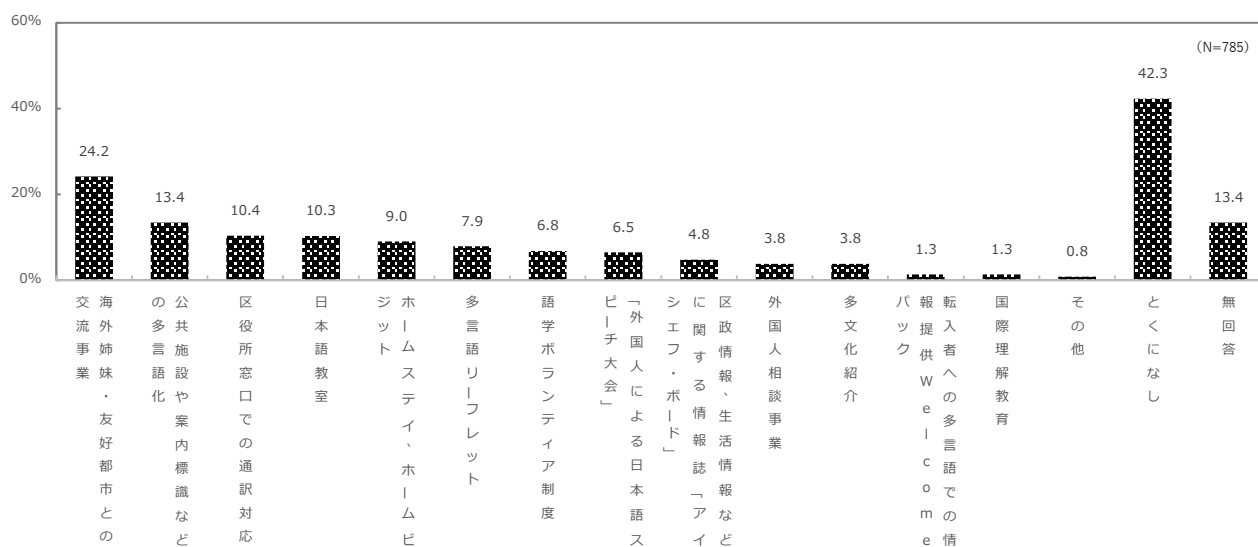 60%
(N=785)
42.3
40%
24.2
20%
13.4
10.4
10.3
9.0
7.9
6.8
6.5
4.8
3.8
3.8
1.3
1.3
0.8
13.4
0%
海外姉妹・友好都市との
交流事業
公共施設や案内標識など
の多言語化
区役所窓口での通訳対応
日本語教室
ホームステイ、ホームビ
ジット
多言語リーフレット
語学ボランティア制度
「外国人による日本語ス
ピーチ大会」
区政情報、生活情報など
に関する情報誌「アイ
シェフ・ボード」
外国人相談事業
多文化紹介
転入者への多言語での情
報提供Welcome
パック
国際理解教育
その他
とくになし
無回答